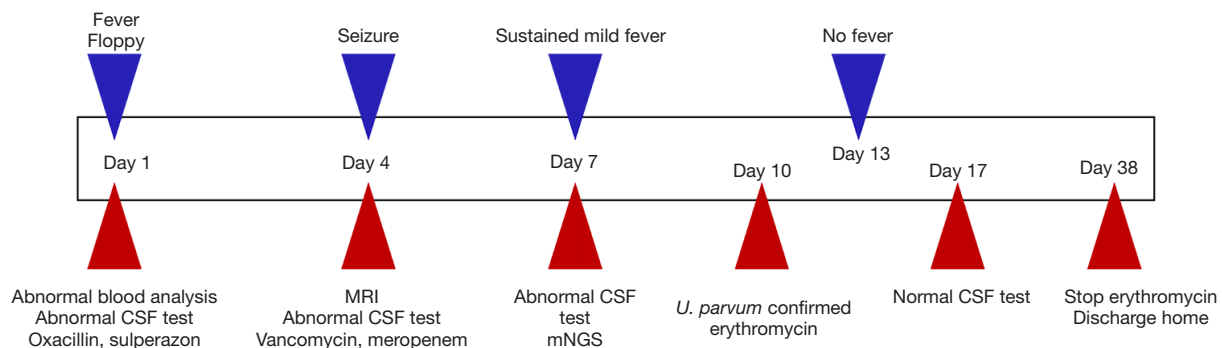 Fever
Floppy
Seizure
Sustained mild fever
No fever
Day 1
Day 4
Day 7
Day 10
Day 13
Day 17
Day 38
Abnormal blood analysis
Abnormal CSF test
Oxacillin, sulperazon
MRI
Abnormal CSF test
Vancomycin, meropenem
Abnormal CSF
test
mNGS
U. parvum confirmed
erythromycin
Normal CSF test
Stop erythromycin
Discharge home